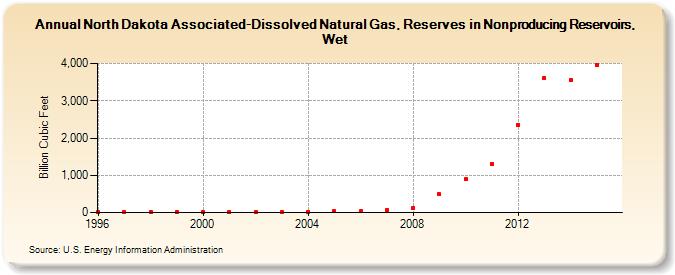 Annual North Dakota Associated-Dissolved Natural Gas, Reserves in Nonproducing Reservoirs,
Wet
Billion Cubic Feet
4,000
3,000
2,000
1,000
0
1996
2000
2004
2008
2012
Source: U.S. Energy Information Administration